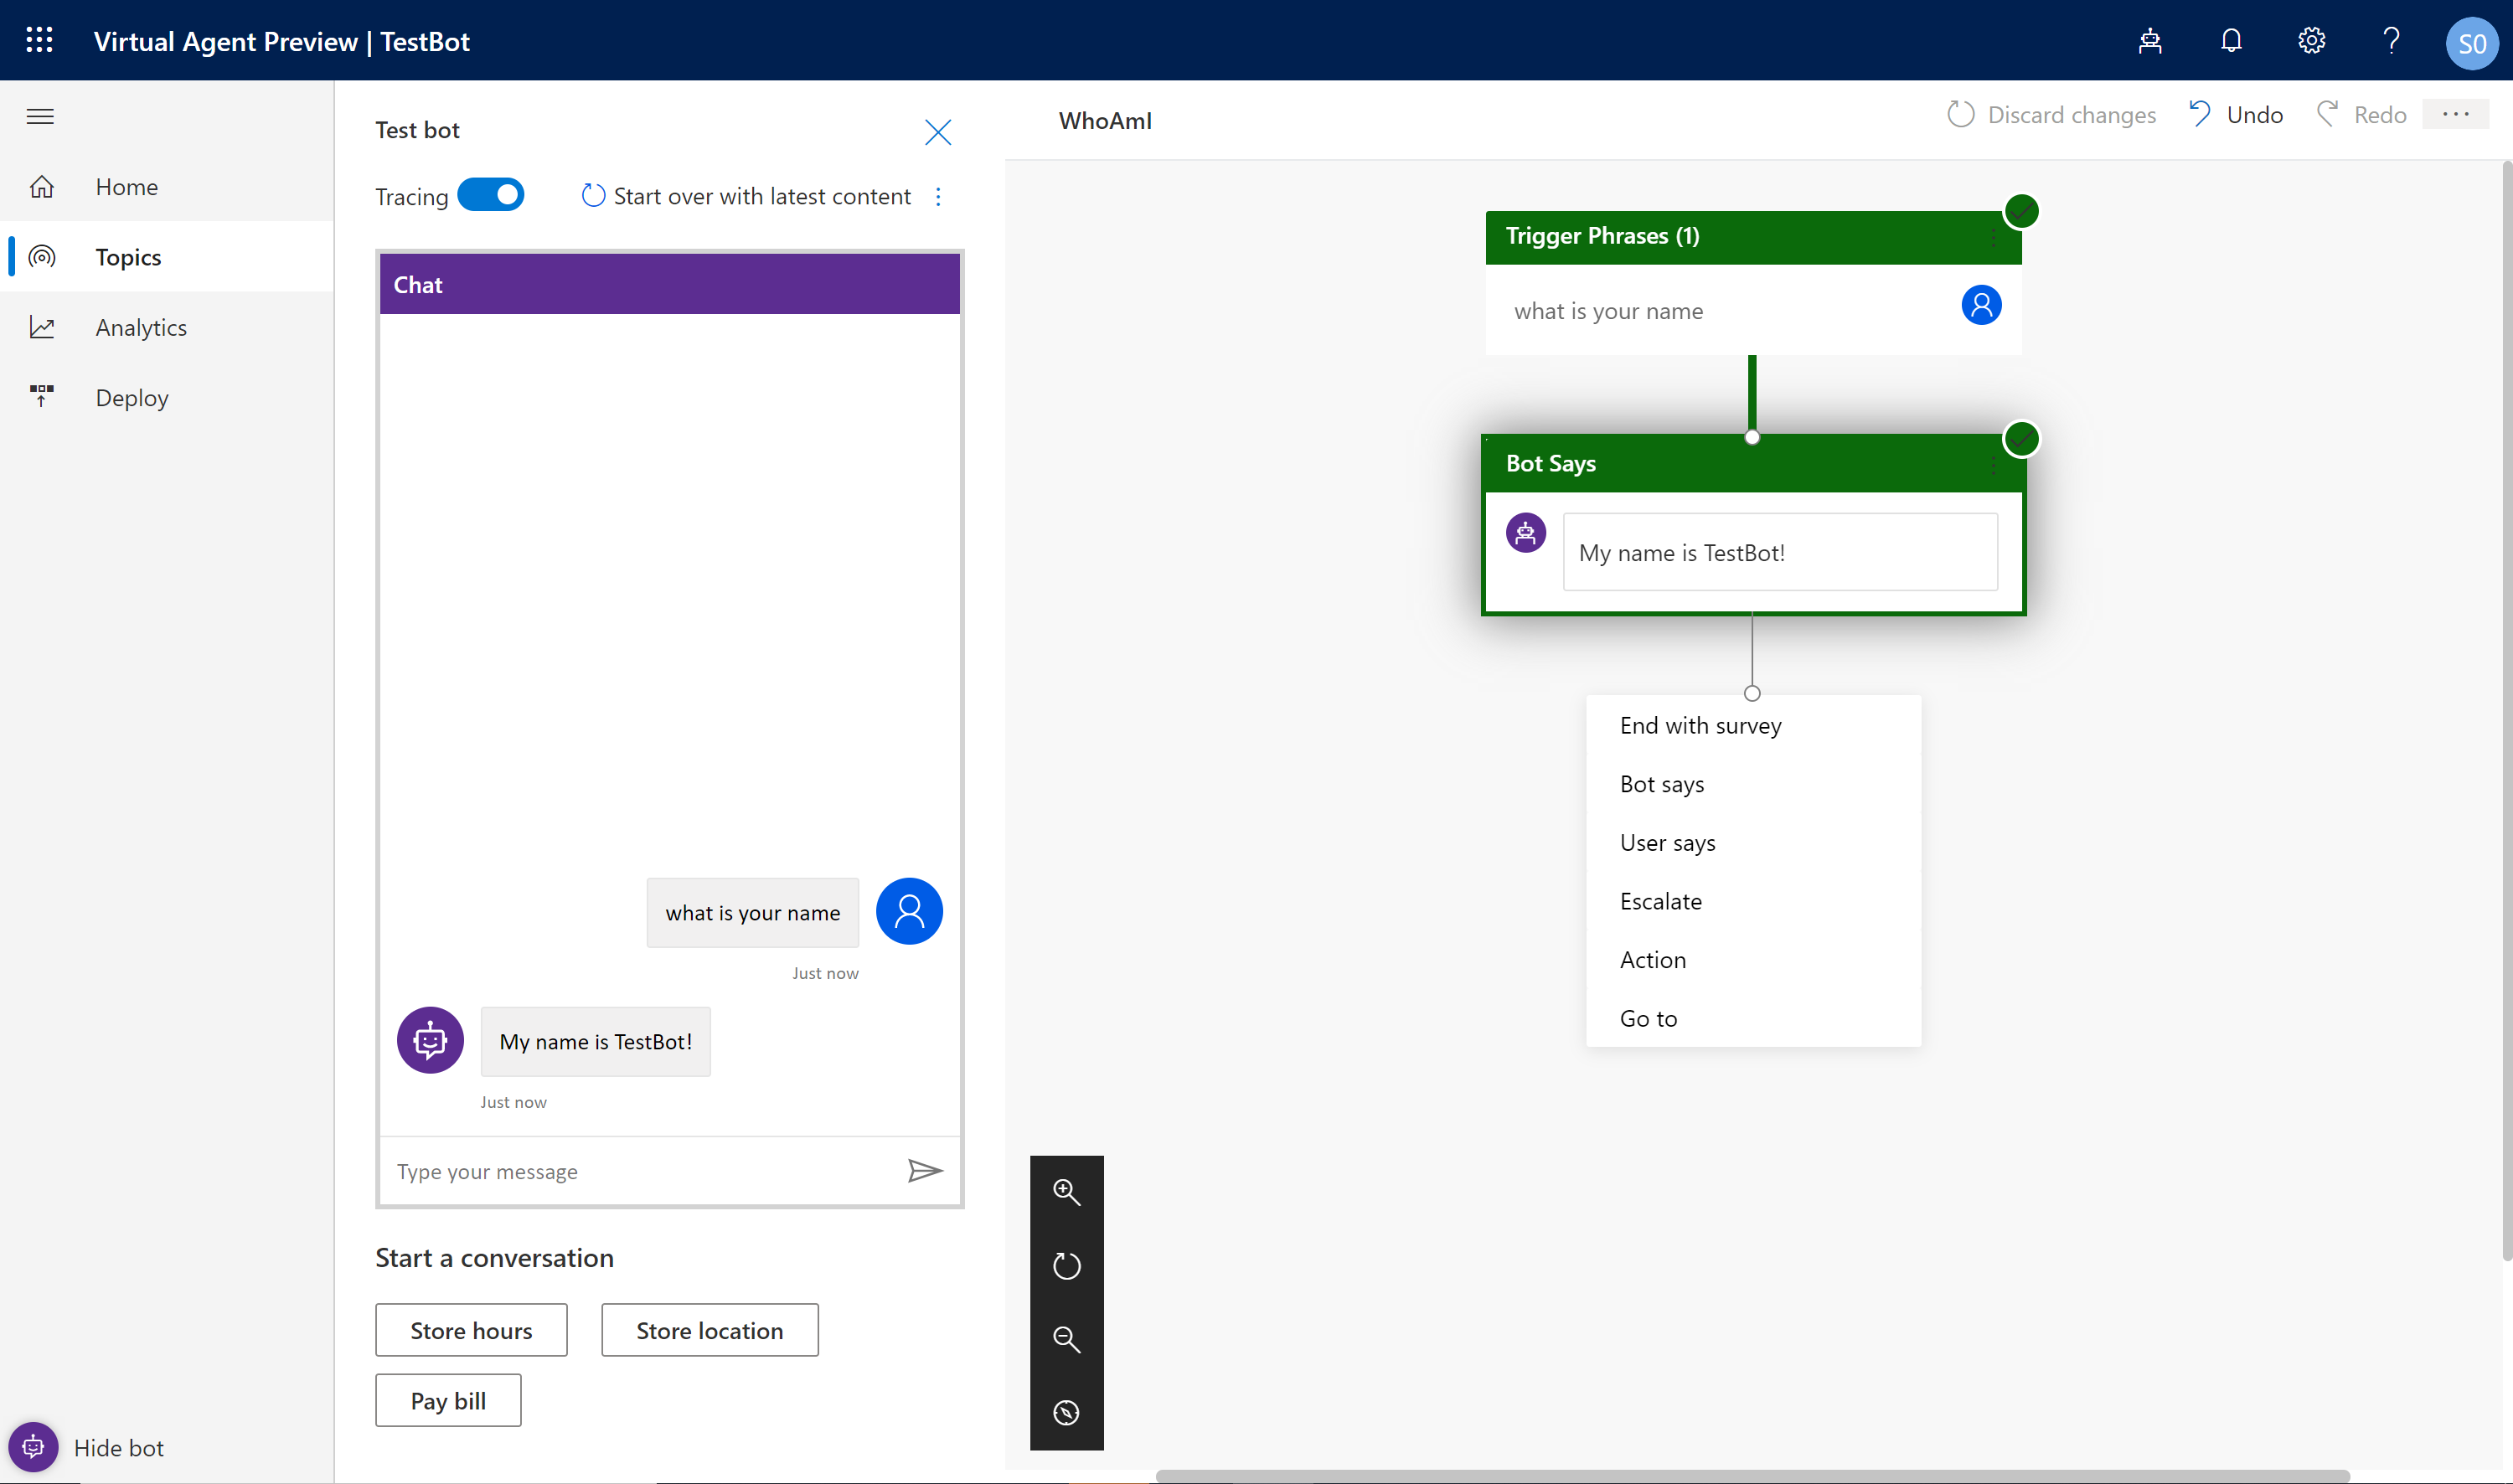 Virtual Agent Preview | TestBot
S0
Home
Topics
Analytics
Deploy
Hide bot
Test bot
Tracing
Start over with latest content
Chat
what is your name
Just now
My name is TestBot!
Just now
Type your message
Start a conversation
Store hours
Store location
Pay bill
WhoAmI
Discard changes
Undo
Redo
Trigger Phrases (1)
what is your name
Bot Says
My name is TestBot!
End with survey
Bot says
User says
Escalate
Action
Go to